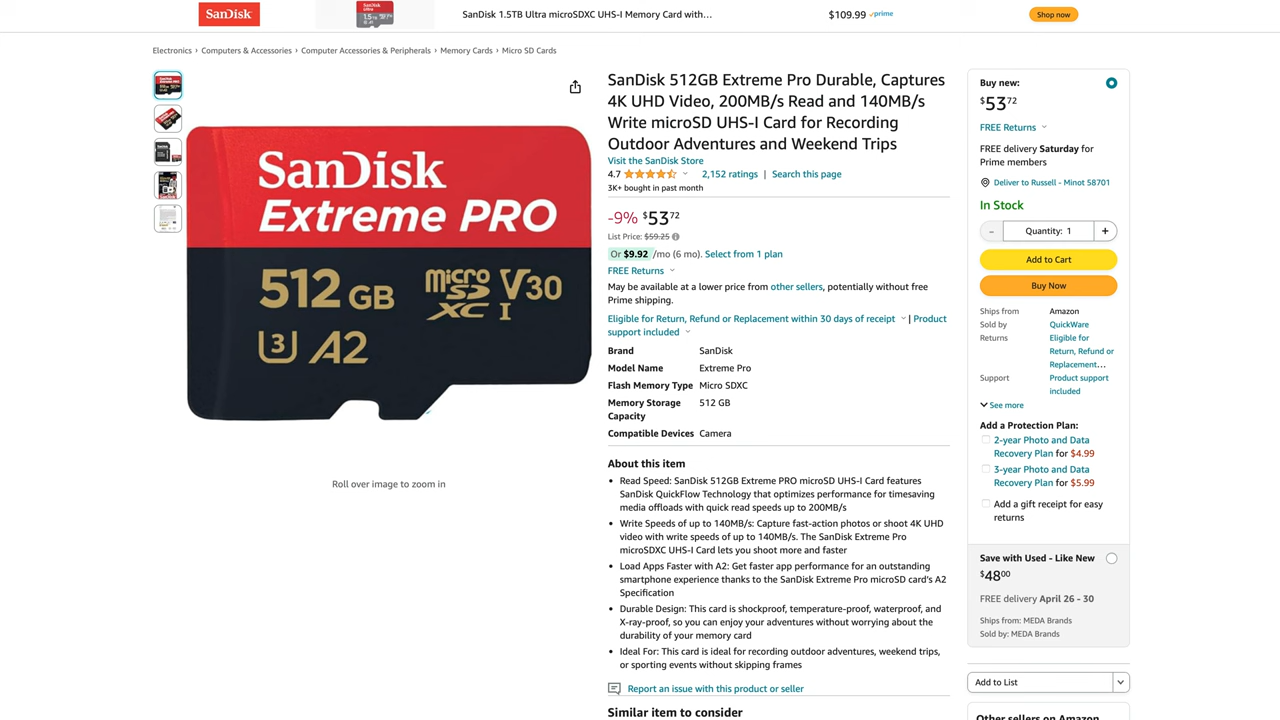 SanDisk
SanDisk 1.5TB Ultra microSDXC UHS-I Memory Card with…
$109.99 prime
Shop now
Electronics › Computers & Accessories › Computer Accessories & Peripherals › Memory Cards › Micro SD Cards
SanDisk
Extreme PRO
512 GB
micro SD XC I
V30
3 A2
Roll over image to zoom in
SanDisk 512GB Extreme Pro Durable, Captures
4K UHD Video, 200MB/s Read and 140MB/s
Write microSD UHS-I Card for Recording
Outdoor Adventures and Weekend Trips
Visit the SanDisk Store
4.7 2,152 ratings | Search this page
3K+ bought in past month
-9% $5372
List Price: $59.25
Or $9.92 /mo (6 mo). Select from 1 plan
FREE Returns
May be available at a lower price from other sellers, potentially without free
Prime shipping.
Eligible for Return, Refund or Replacement within 30 days of receipt | Product
support included
Brand SanDisk
Model Name Extreme Pro
Flash Memory Type Micro SDXC
Memory Storage 512 GB
Capacity
Compatible Devices Camera
About this item
• Read Speed: SanDisk 512GB Extreme PRO microSD UHS-I Card features
SanDisk QuickFlow Technology that optimizes performance for timesaving
media offloads with quick read speeds up to 200MB/s
• Write Speeds of up to 140MB/s: Capture fast-action photos or shoot 4K UHD
video with write speeds of up to 140MB/s. The SanDisk Extreme Pro
microSDXC UHS-I Card lets you shoot more and faster
• Load Apps Faster with A2: Get faster app performance for an outstanding
smartphone experience thanks to the SanDisk Extreme Pro microSD card's A2
Specification
• Durable Design: This card is shockproof, temperature-proof, waterproof, and
X-ray-proof, so you can enjoy your adventures without worrying about the
durability of your memory card
• Ideal For: This card is ideal for recording outdoor adventures, weekend trips,
or sporting events without skipping frames
Report an issue with this product or seller
Similar item to consider
Buy new:
$5372
FREE Returns
FREE delivery Saturday for
Prime members
Deliver to Russell - Minot 58701
In Stock
- Quantity: 1 +
Add to Cart
Buy Now
Ships from Amazon
Sold by QuickWare
Returns Eligible for
Return, Refund or
Replacement…
Support Product support
included
See more
Add a Protection Plan:
2-year Photo and Data
Recovery Plan for $4.99
3-year Photo and Data
Recovery Plan for $5.99
Add a gift receipt for easy
returns
Save with Used - Like New
$4800
FREE delivery April 26 - 30
Ships from: MEDA Brands
Sold by: MEDA Brands
Add to List
Other sellers on Amazon